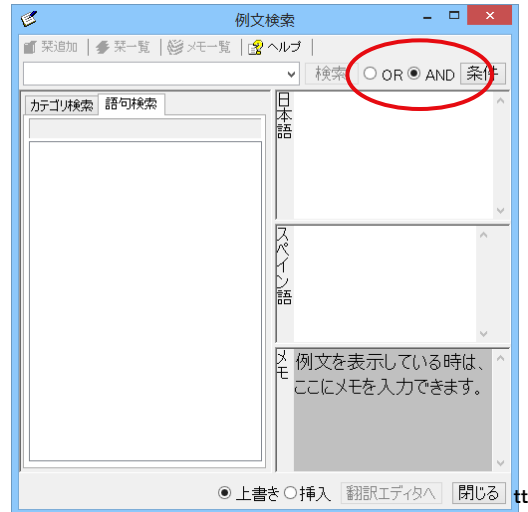 例文検索
栞追加 栞一覧 メモ一覧 ヘルプ
検索 OR AND 条件
カテゴリ検索 語句検索
日本語
スペイン語
メモ
例文を表示している時は、
ここにメモを入力できます。
上書き 挿入 翻訳エディタへ 閉じる tt